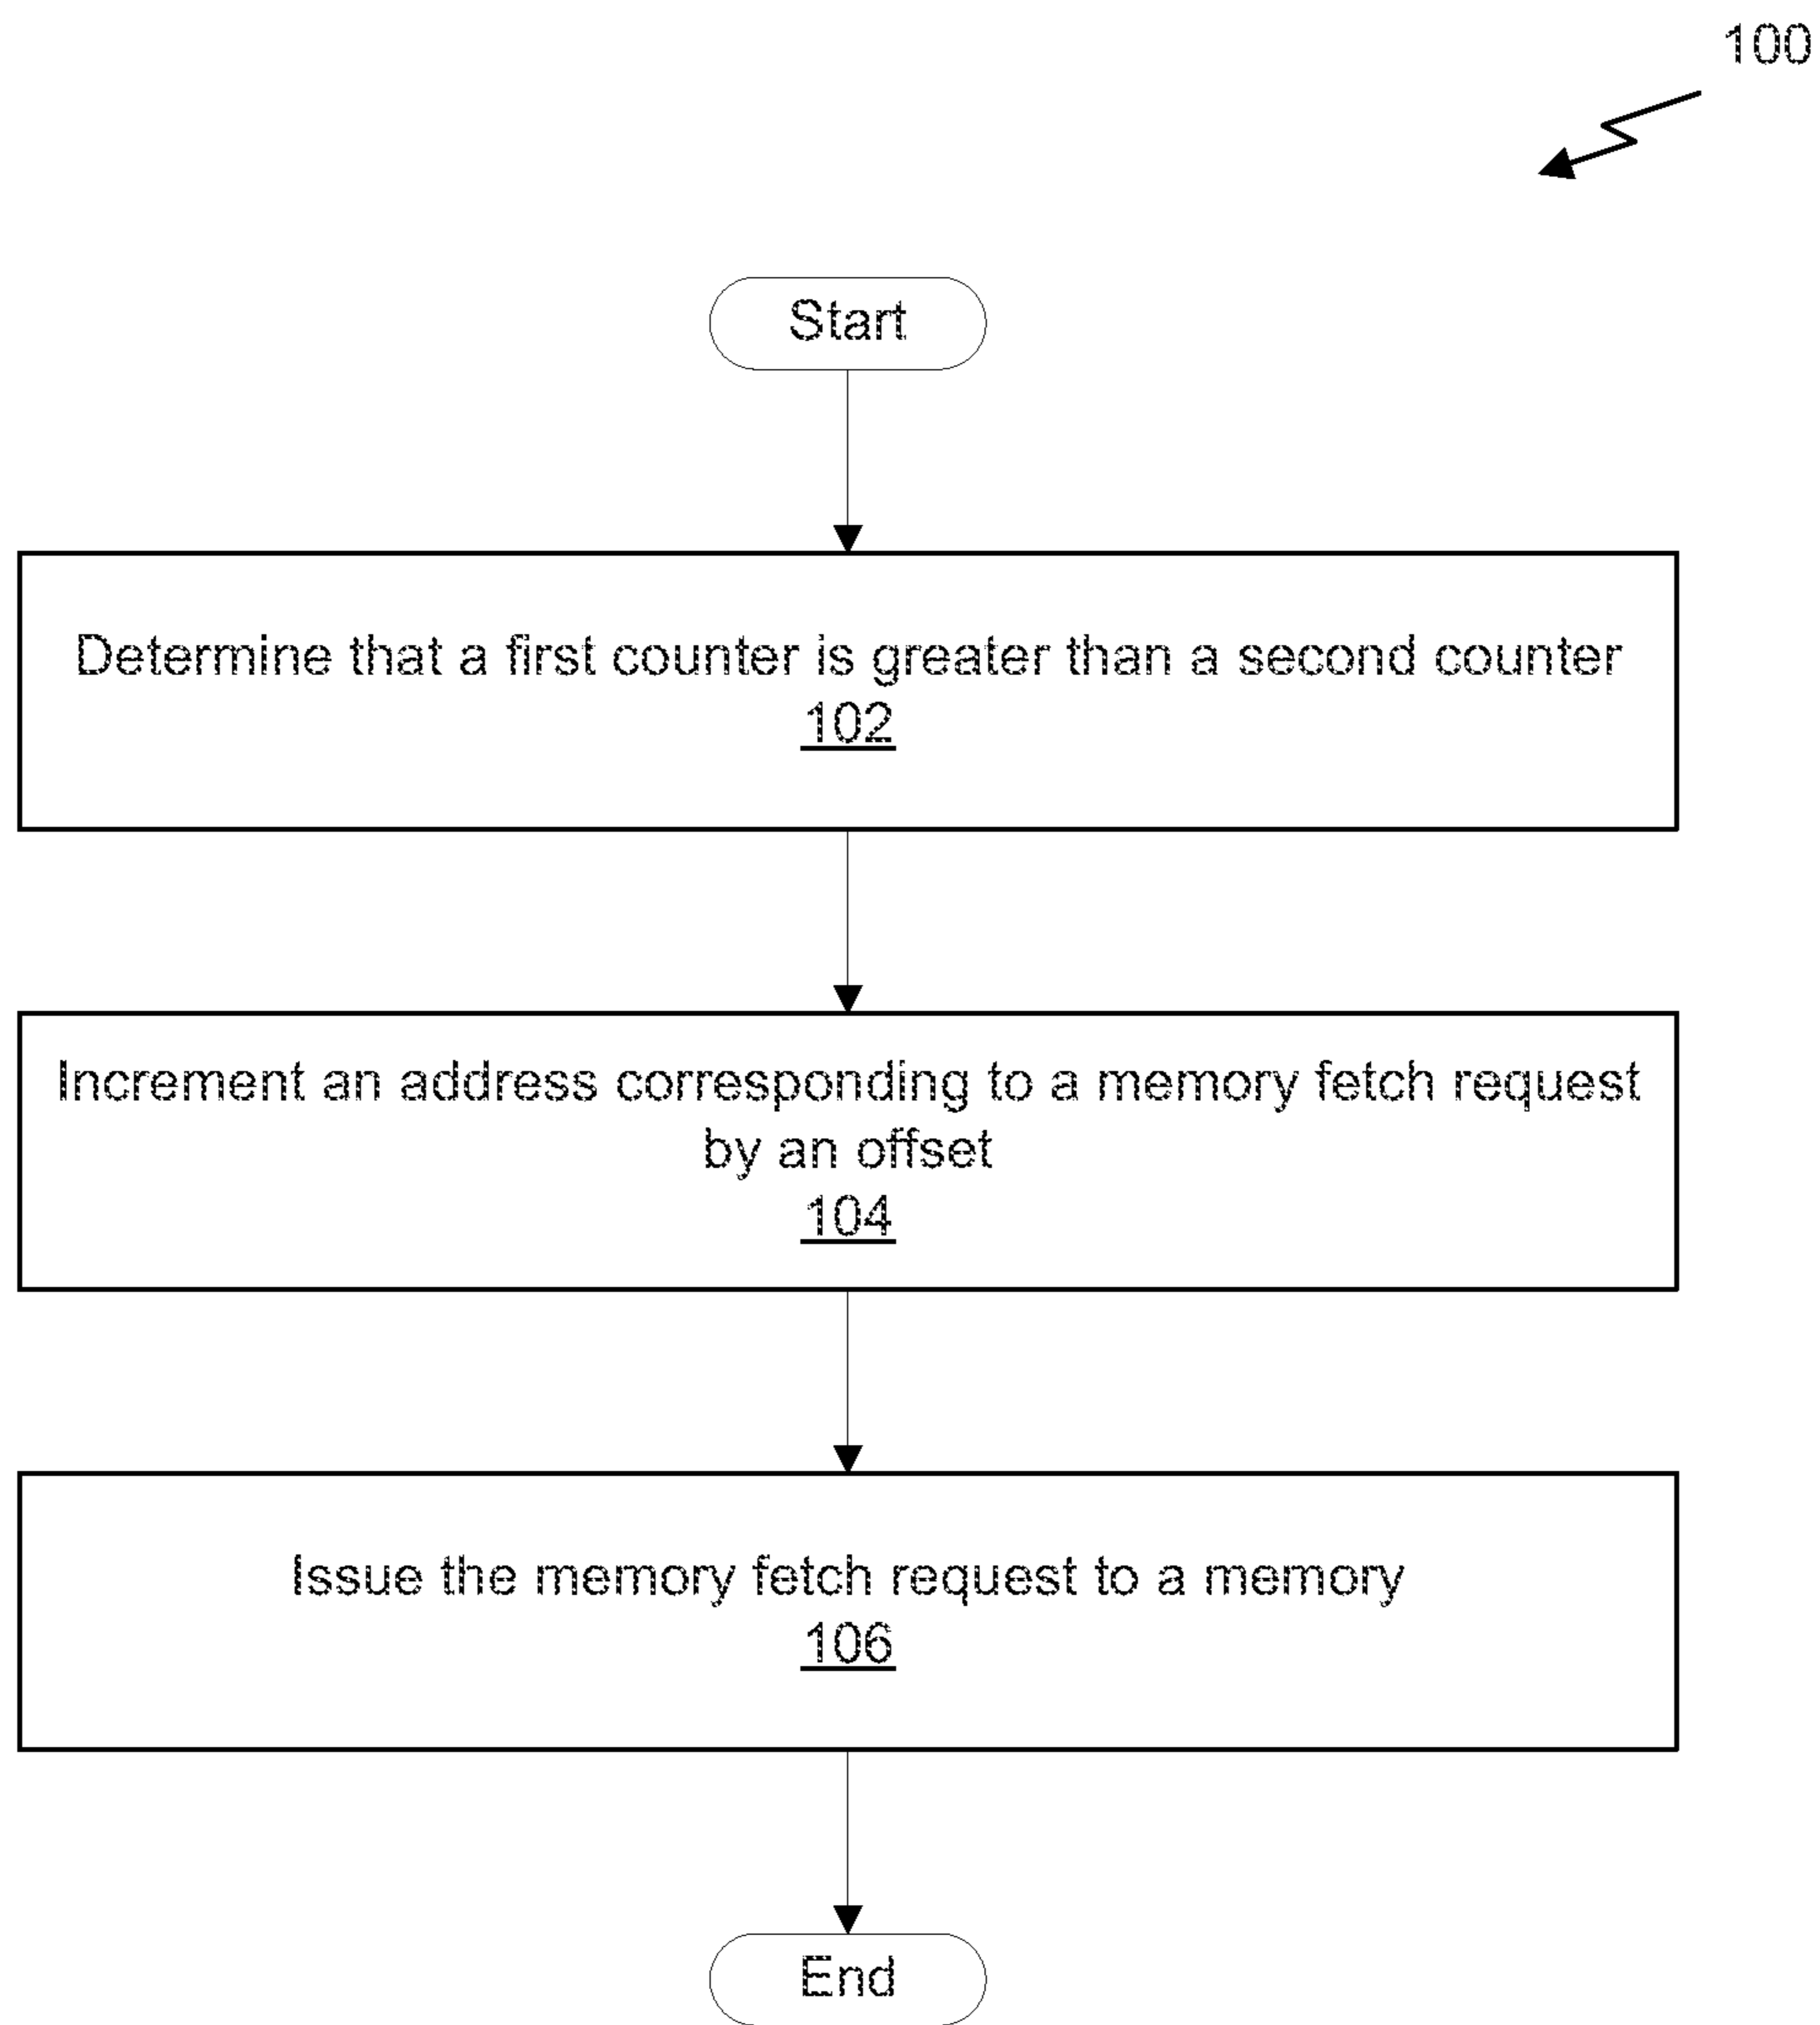 100
Start
Determine that a first counter is greater than a second counter
102
Increment an address corresponding to a memory fetch request
by an offset
104
Issue the memory fetch request to a memory
106
End